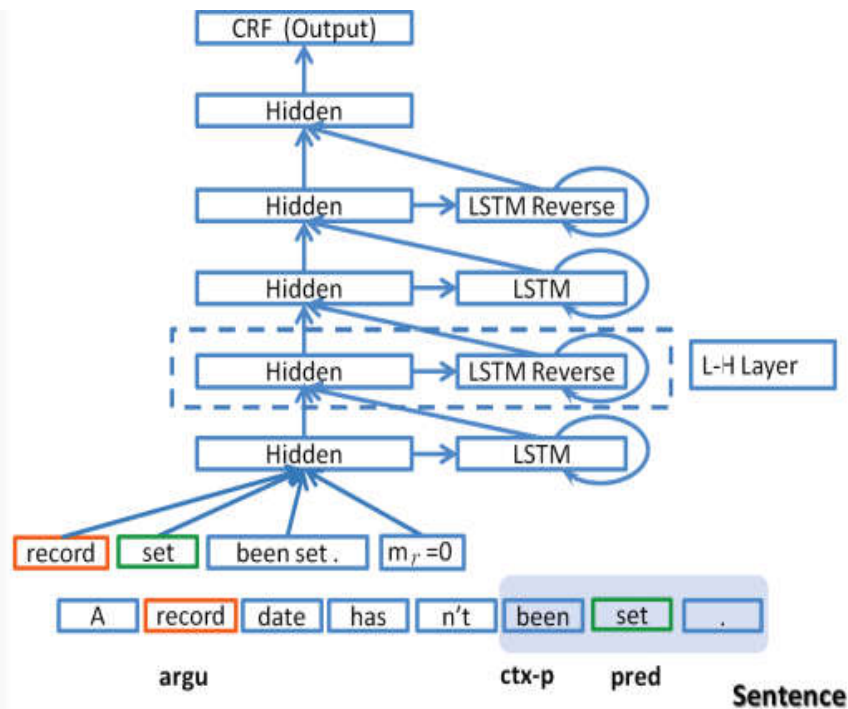 CRF (Output)
Hidden
Hidden LSTM Reverse
Hidden LSTM
Hidden LSTM Reverse L-H Layer
Hidden LSTM
record set been set . mr =0
A record date has n't been set .
argu ctx-p pred
Sentence